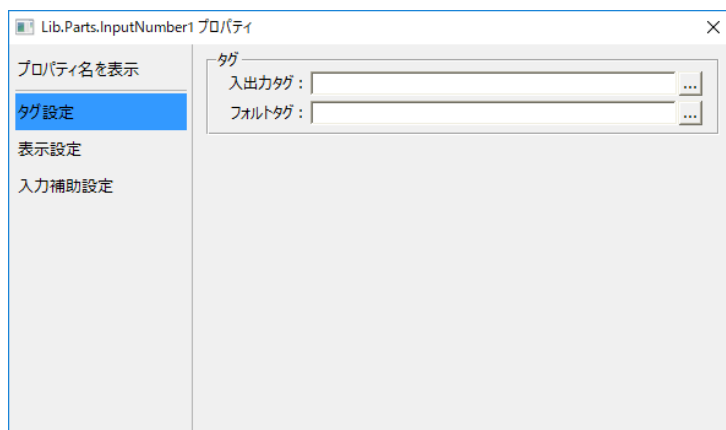 Lib.Parts.InputNumber1 プロパティ
プロパティ名を表示
タグ設定
表示設定
入力補助設定
タグ
入出力タグ：
...
フォルトタグ：
...